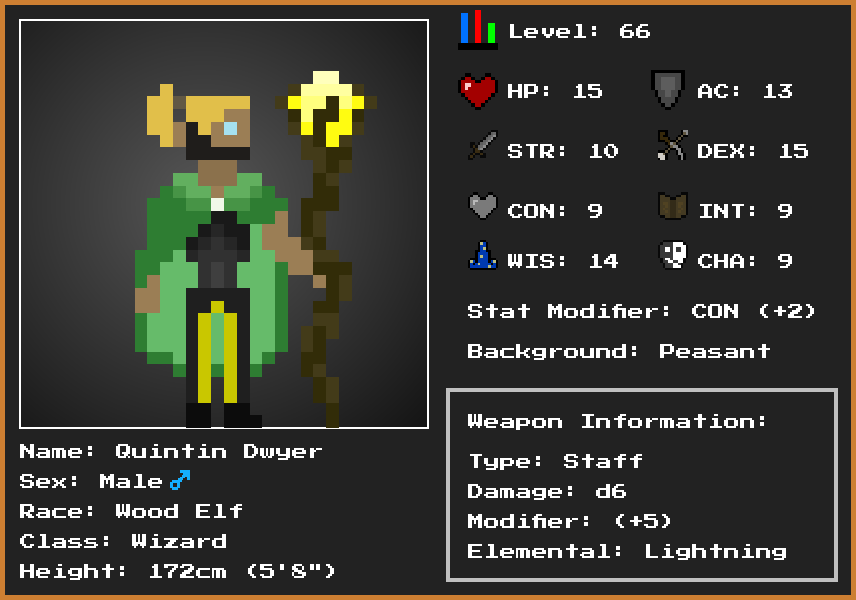 Level: 66
HP: 15 AC: 13
STR: 10 DEX: 15
CON: 9 INT: 9
WIS: 14 CHA: 9
Stat Modifier: CON (+2)
Background: Peasant
Weapon Information:
Type: Staff
Damage: d6
Modifier: (+5)
Elemental: Lightning
Name: Quintin Dwyer
Sex: Male♂
Race: Wood Elf
Class: Wizard
Height: 172cm (5'8")